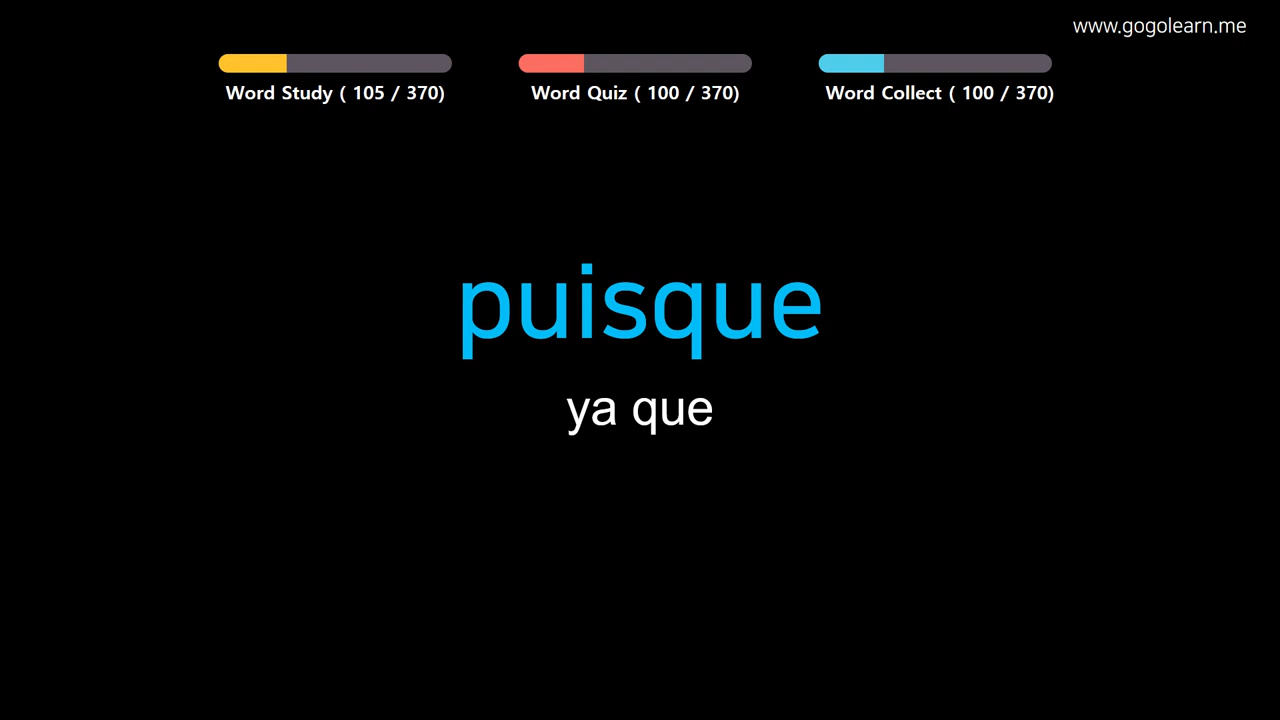 www.gogolearn.me
Word Study ( 105 / 370)
Word Quiz ( 100 / 370)
Word Collect ( 100 / 370)
puisque
ya que